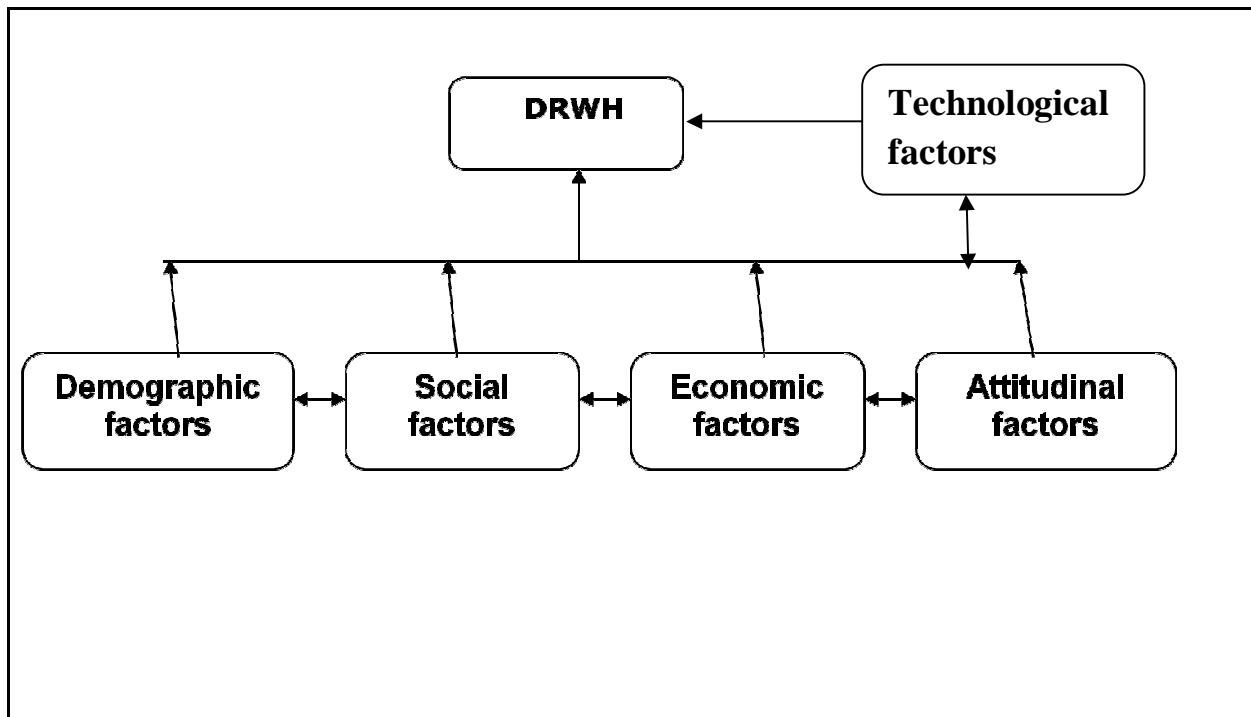 DRWH
Technological
factors
Demographic
factors
Social
factors
Economic
factors
Attitudinal
factors